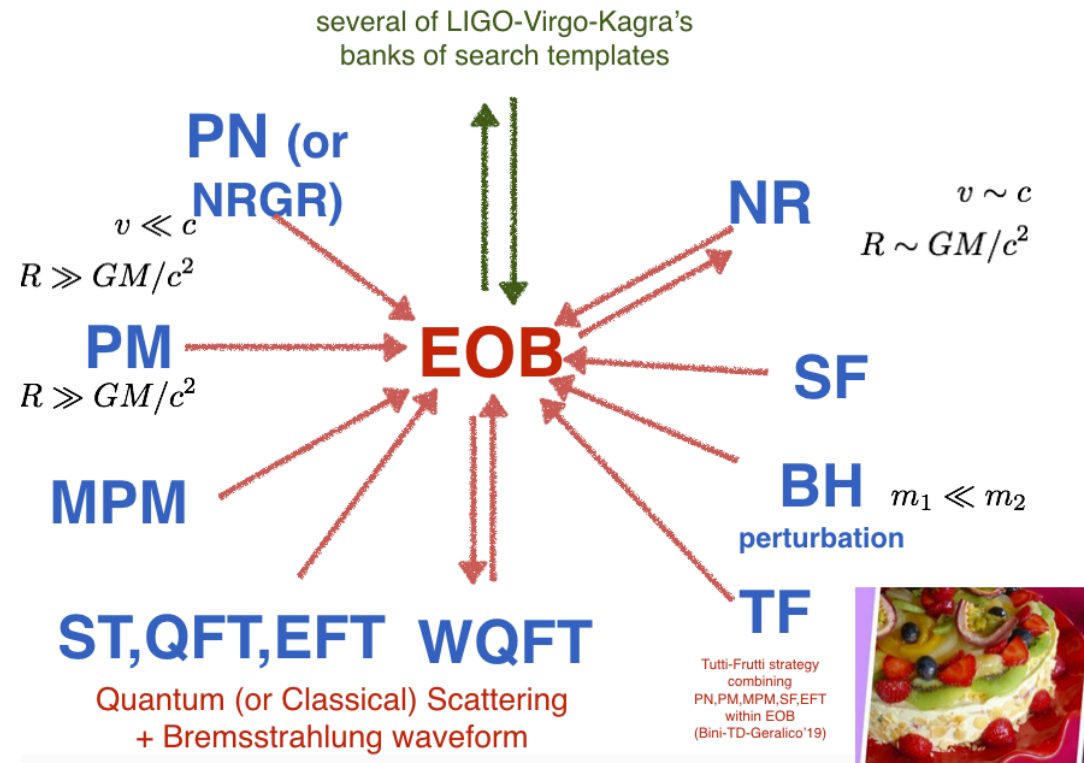 several of LIGO-Virgo-Kagra's
banks of search templates
PN (or
NRGR)
v ≪ c
R ≫ GM/c²
NR
v ∼ c
R ∼ GM/c²
PM
R ≫ GM/c²
EOB
SF
MPM
BH
perturbation
m₁ ≪ m₂
ST,QFT,EFT
WQFT
TF
Quantum (or Classical) Scattering
+ Bremsstrahlung waveform
Tutti-Frutti strategy
combining
PN,PM,MPM,SF,EFT
within EOB
(Bini-TD-Geralico'19)